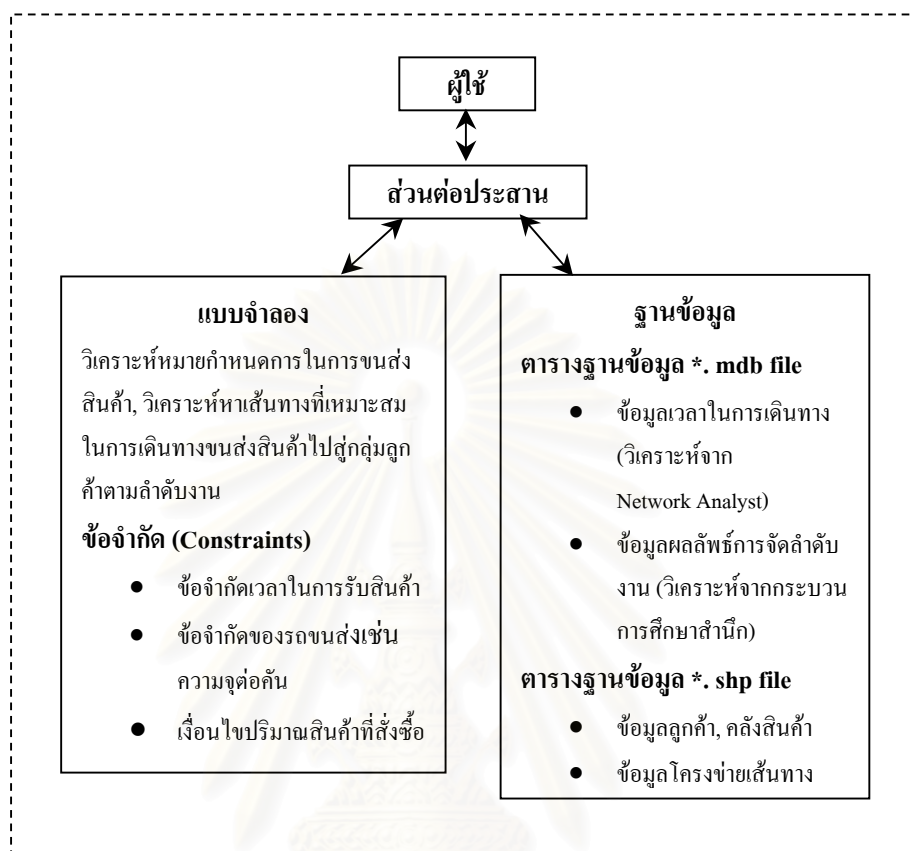 ผู้ใช้
ส่วนต่อประสาน
แบบจำลอง
วิเคราะห์หมายกำหนดการในการขนส่ง
สินค้า, วิเคราะห์หาเส้นทางที่เหมาะสม
ในการเดินทางขนส่งสินค้าไปสู่กลุ่มลูก
ค้าตามลำดับงาน
ข้อจำกัด (Constraints)
● ข้อจำกัดเวลาในการรับสินค้า
● ข้อจำกัดของรถขนส่งเช่น
ความจุต่อคัน
● เงื่อนไขปริมาณสินค้าที่สั่งซื้อ
ฐานข้อมูล
ตารางฐานข้อมูล *. mdb file
● ข้อมูลเวลาในการเดินทาง
(วิเคราะห์จาก
Network Analyst)
● ข้อมูลผลลัพธ์การจัดลำดับ
งาน (วิเคราะห์จากกระบวน
การศึกษาสำนึก)
ตารางฐานข้อมูล *. shp file
● ข้อมูลลูกค้า, คลังสินค้า
● ข้อมูลโครงข่ายเส้นทาง